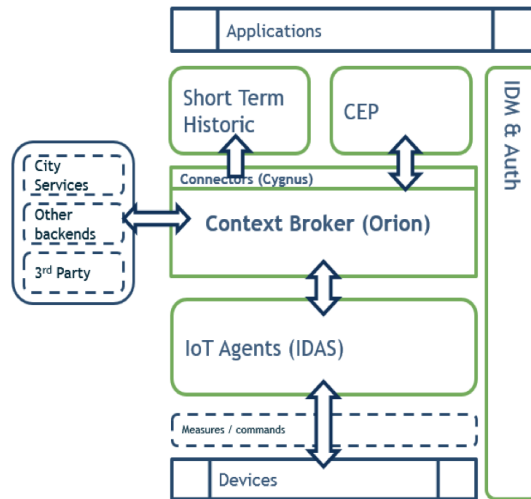 Applications
Short Term
Historic
CEP
IDM & Auth
City
Services
Other
backends
3rd Party
Connectors (Cygnus)
Context Broker (Orion)
IoT Agents (IDAS)
Measures / commands
Devices